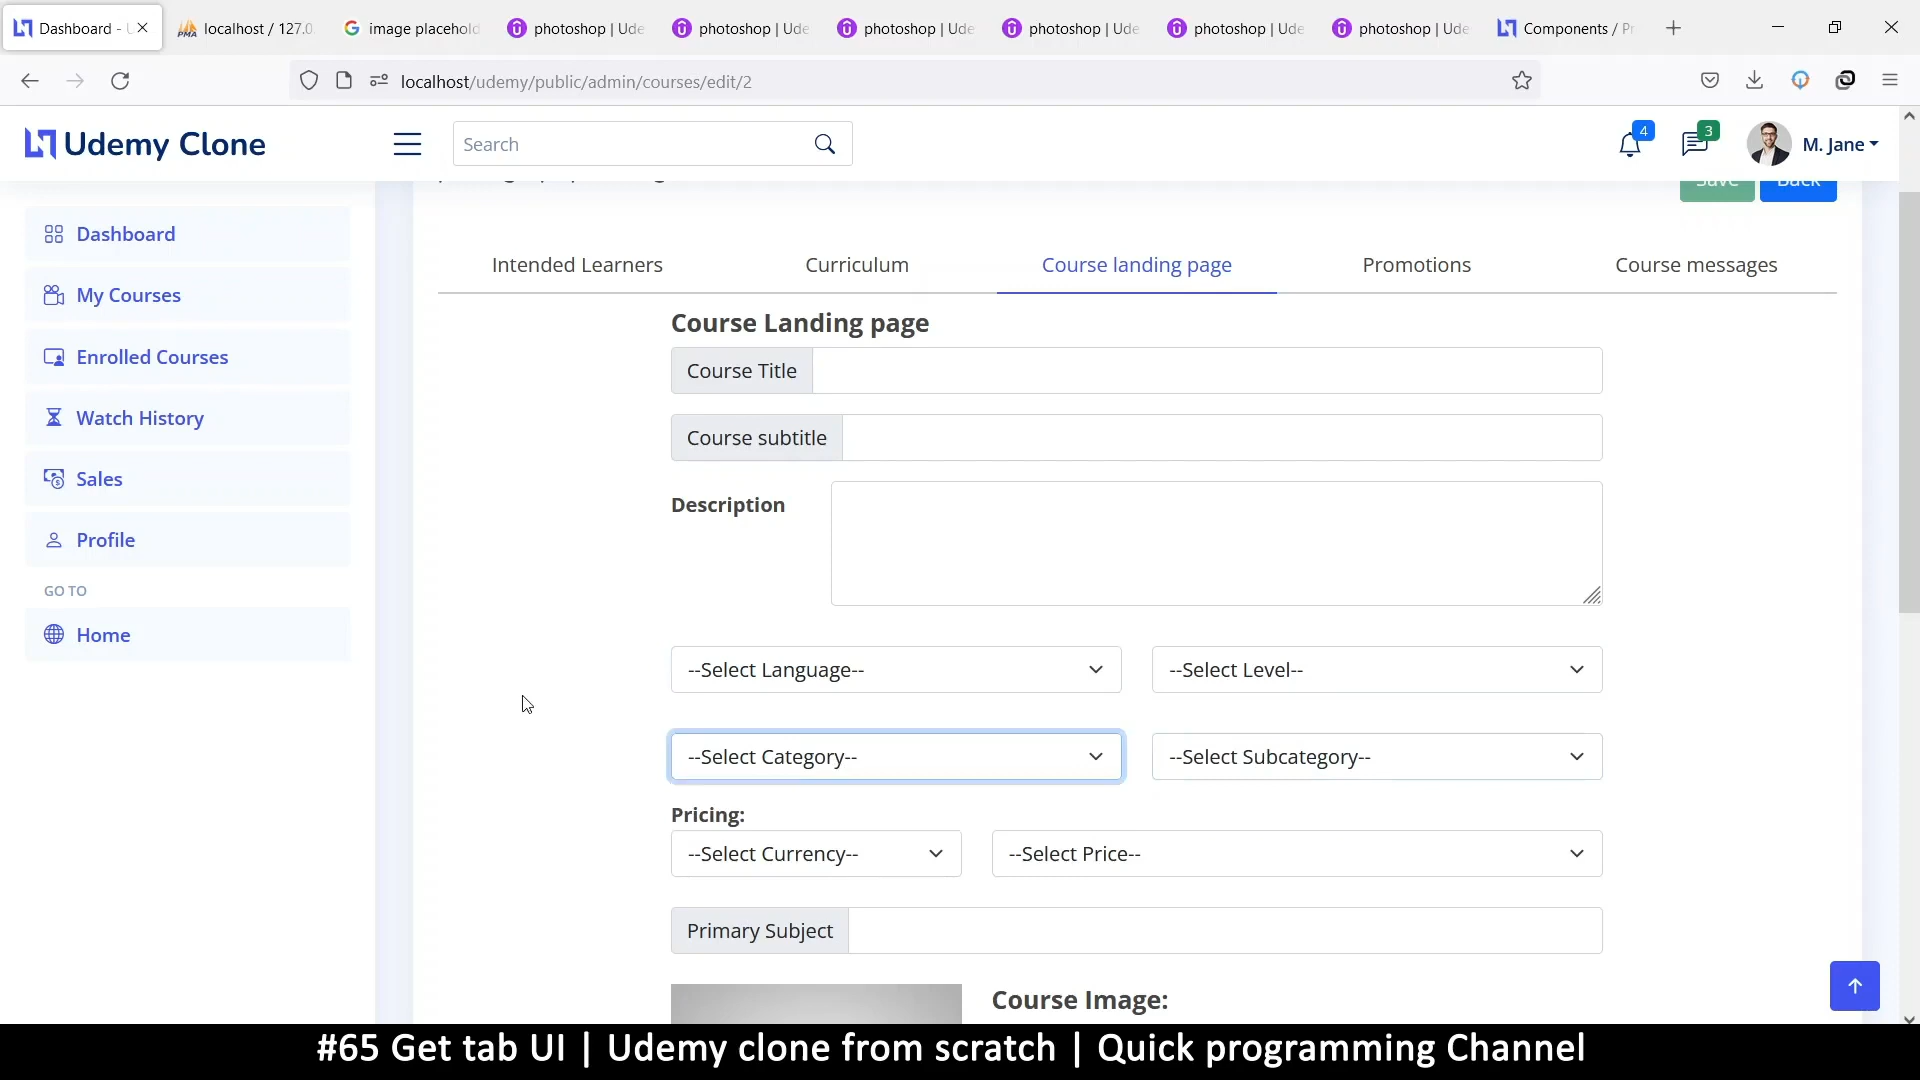 Dashboard - U
localhost / 127.0.
image placehold
photoshop | Ude
photoshop | Ude
photoshop | Ude
photoshop | Ude
photoshop | Ude
photoshop | Ude
Components / Pr
localhost/udemy/public/admin/courses/edit/2
Udemy Clone
Search
4
3
M. Jane
Save
Back
Dashboard
My Courses
Enrolled Courses
Watch History
Sales
Profile
GO TO
Home
Intended Learners
Curriculum
Course landing page
Promotions
Course messages
Course Landing page
Course Title
Course subtitle
Description
--Select Language--
--Select Level--
--Select Category--
--Select Subcategory--
Pricing:
--Select Currency--
--Select Price--
Primary Subject
Course Image:
#65 Get tab UI | Udemy clone from scratch | Quick programming Channel